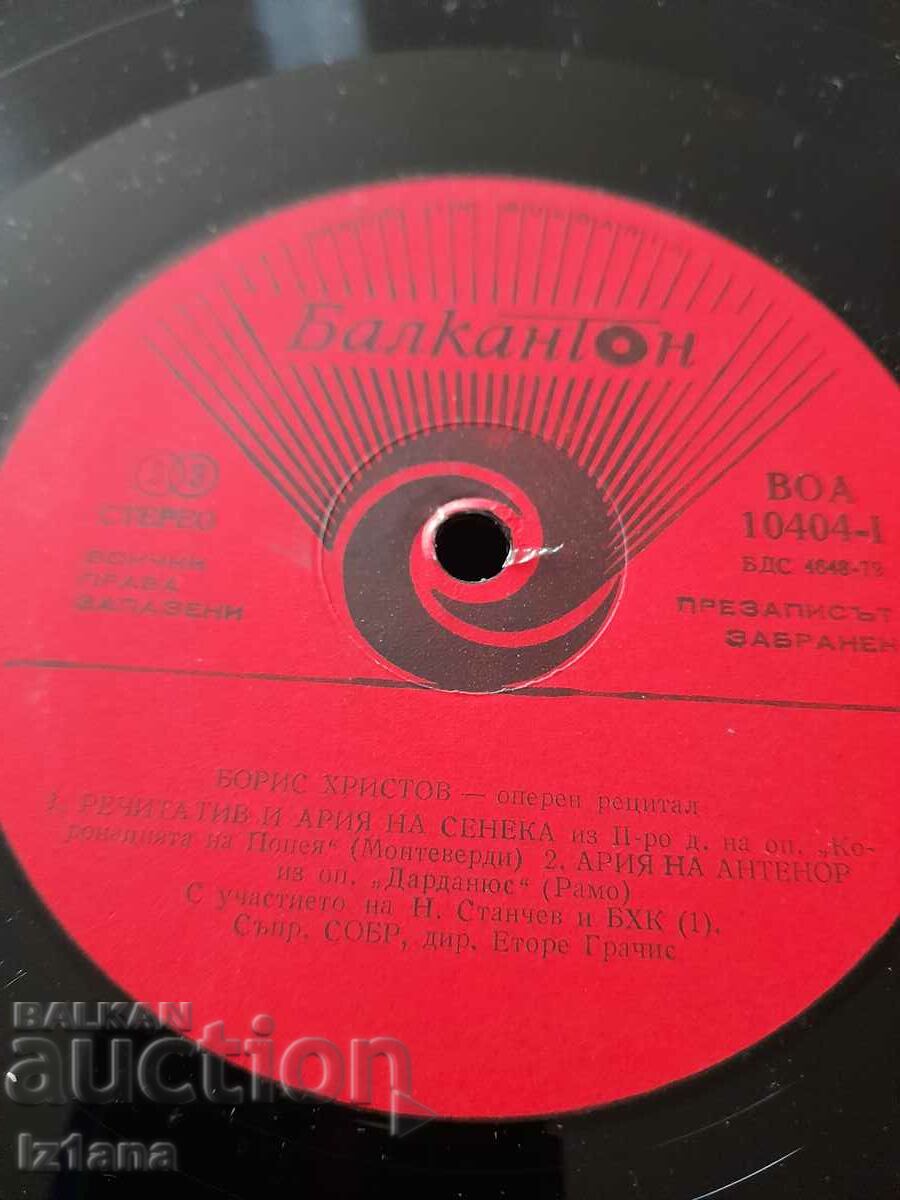 Балкантон
СТЕРЕО
ВСИЧКИ
ПРАВА
ЗАПАЗЕНИ
ВОА
10404-I
БДС 4648-73
ПРЕЗАПИСЪТ
ЗАБРАНЕН
БОРИС ХРИСТОВ — оперен рецитал
1. РЕЧИТАТИВ И АРИЯ НА СЕНЕКА из II-ро д. на оп. „Ко-
ронацията на Попея“ (Монтеверди) 2. АРИЯ НА АНТЕНОР
из оп. „Дарданюс“ (Рамо)
С участието на Н. Станчев и БХК (1).
Съпр. СОБР, дир. Еторе Грачис
BALKAN
auction
Iz1ana